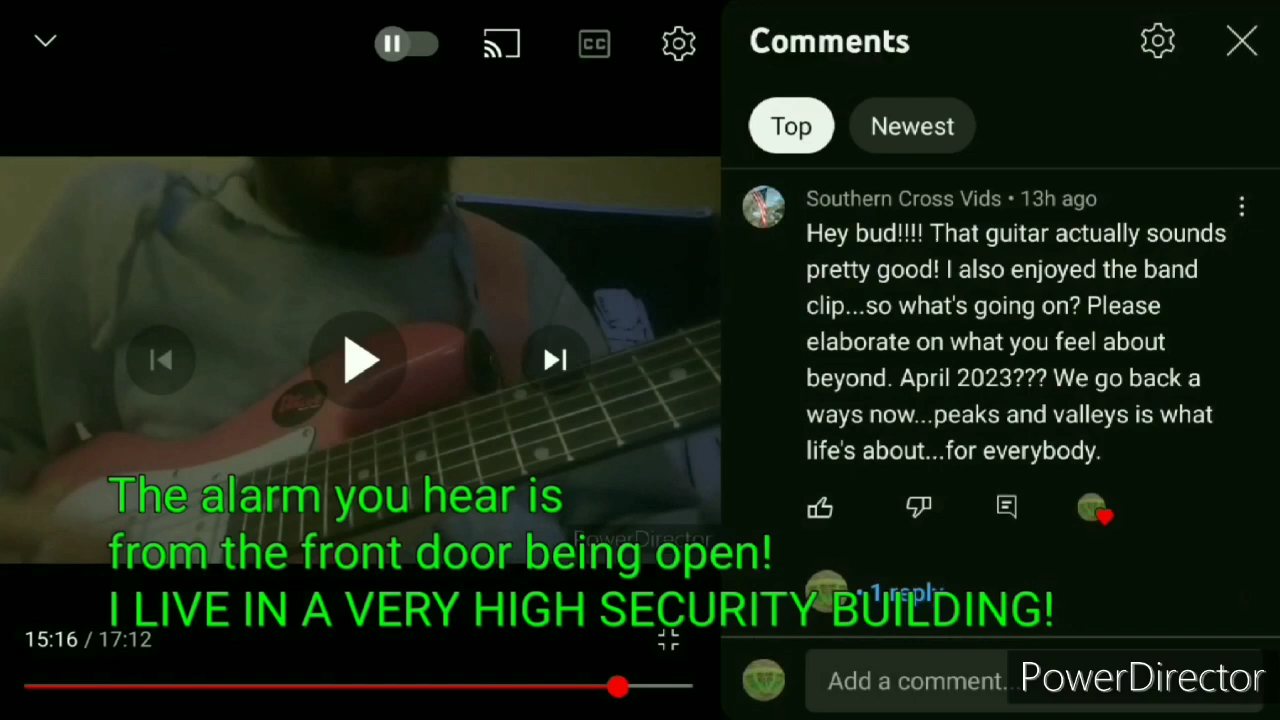 Comments
CC
Top
Newest
Southern Cross Vids • 13h ago
Hey bud!!!! That guitar actually sounds
pretty good! I also enjoyed the band
clip...so what's going on? Please
elaborate on what you feel about
beyond. April 2023??? We go back a
ways now...peaks and valleys is what
life's about...for everybody.
The alarm you hear is
PowerDirector
from the front door being open!
• 1 reply
I LIVE IN A VERY HIGH SECURITY BUILDING!
15:16 / 17:12
Add a comment...
PowerDirector